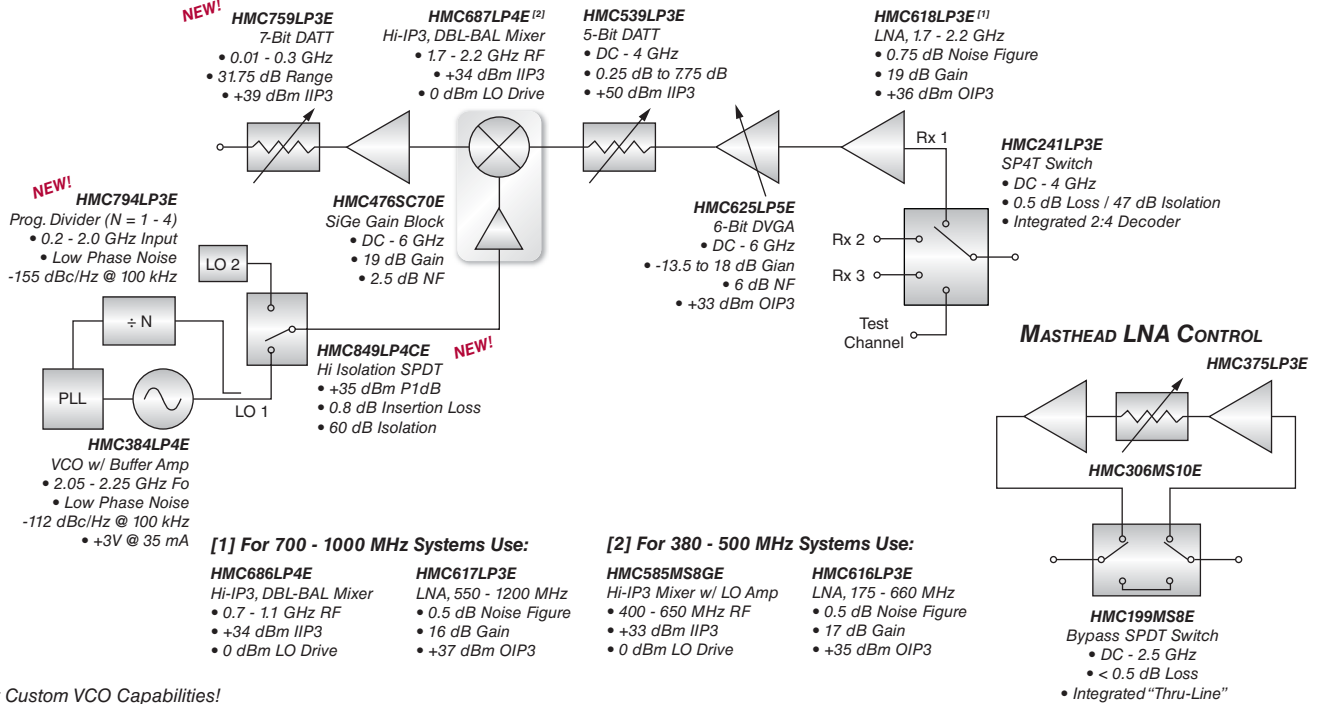 NEW!
HMC759LP3E
7-Bit DATT
• 0.01 - 0.3 GHz
• 31.75 dB Range
• +39 dBm IIP3
HMC687LP4E [2]
Hi-IP3, DBL-BAL Mixer
• 1.7 - 2.2 GHz RF
• +34 dBm IIP3
• 0 dBm LO Drive
HMC539LP3E
5-Bit DATT
• DC - 4 GHz
• 0.25 dB to 7.75 dB
• +50 dBm IIP3
HMC618LP3E [1]
LNA, 1.7 - 2.2 GHz
• 0.75 dB Noise Figure
• 19 dB Gain
• +36 dBm OIP3
Rx 1
HMC241LP3E
SP4T Switch
• DC - 4 GHz
• 0.5 dB Loss / 47 dB Isolation
• Integrated 2:4 Decoder
NEW!
HMC794LP3E
Prog. Divider (N = 1 - 4)
• 0.2 - 2.0 GHz Input
• Low Phase Noise
-155 dBc/Hz @ 100 kHz
HMC476SC70E
SiGe Gain Block
• DC - 6 GHz
• 19 dB Gain
• 2.5 dB NF
HMC625LP5E
6-Bit DVGA
• DC - 6 GHz
• -13.5 to 18 dB Gian
• 6 dB NF
• +33 dBm OIP3
Rx 2
Rx 3
Test
Channel
LO 2
÷ N
PLL
LO 1
HMC849LP4CE
NEW!
Hi Isolation SPDT
• +35 dBm P1dB
• 0.8 dB Insertion Loss
• 60 dB Isolation
HMC384LP4E
VCO w/ Buffer Amp
• 2.05 - 2.25 GHz Fo
• Low Phase Noise
-112 dBc/Hz @ 100 kHz
• +3V @ 35 mA
MASTHEAD LNA CONTROL
HMC375LP3E
HMC306MS10E
HMC199MS8E
Bypass SPDT Switch
• DC - 2.5 GHz
• < 0.5 dB Loss
• Integrated "Thru-Line"
[1] For 700 - 1000 MHz Systems Use:
HMC686LP4E
Hi-IP3, DBL-BAL Mixer
• 0.7 - 1.1 GHz RF
• +34 dBm IIP3
• 0 dBm LO Drive
HMC617LP3E
LNA, 550 - 1200 MHz
• 0.5 dB Noise Figure
• 16 dB Gain
• +37 dBm OIP3
[2] For 380 - 500 MHz Systems Use:
HMC585MS8GE
Hi-IP3 Mixer w/ LO Amp
• 400 - 650 MHz RF
• +33 dBm IIP3
• 0 dBm LO Drive
HMC616LP3E
LNA, 175 - 660 MHz
• 0.5 dB Noise Figure
• 17 dB Gain
• +35 dBm OIP3
Custom VCO Capabilities!